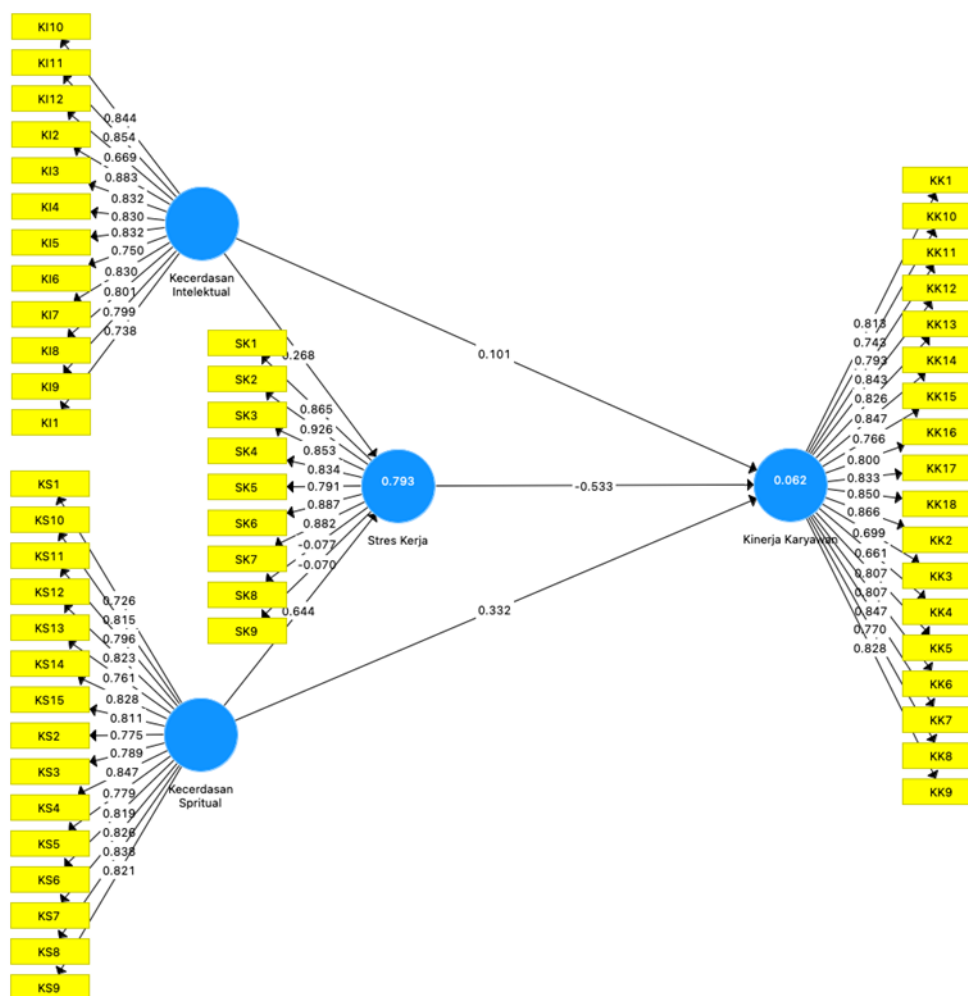 KI10
KI11
KI12
KI2
KI3
KI4
KI5
KI6
KI7
KI8
KI9
KI1
0.844
0.854
0.669
0.883
0.832
0.830
0.832
0.750
0.830
0.801
0.799
0.738
Kecerdasan
Intelektual
0.268
0.101
SK1
SK2
SK3
SK4
SK5
SK6
SK7
SK8
SK9
0.865
0.926
0.853
0.834
0.791
0.887
0.882
-0.077
-0.070
0.644
0.793
Stres Kerja
-0.533
0.332
KS1
KS10
KS11
KS12
KS13
KS14
KS15
KS2
KS3
KS4
KS5
KS6
KS7
KS8
KS9
0.726
0.815
0.796
0.823
0.761
0.828
0.811
0.775
0.789
0.847
0.779
0.819
0.826
0.838
0.821
Kecerdasan
Spritual
0.062
Kinerja Karyawan
0.813
0.743
0.793
0.843
0.826
0.847
0.766
0.800
0.833
0.850
0.866
0.699
0.661
0.807
0.807
0.847
0.770
0.828
KK1
KK10
KK11
KK12
KK13
KK14
KK15
KK16
KK17
KK18
KK2
KK3
KK4
KK5
KK6
KK7
KK8
KK9